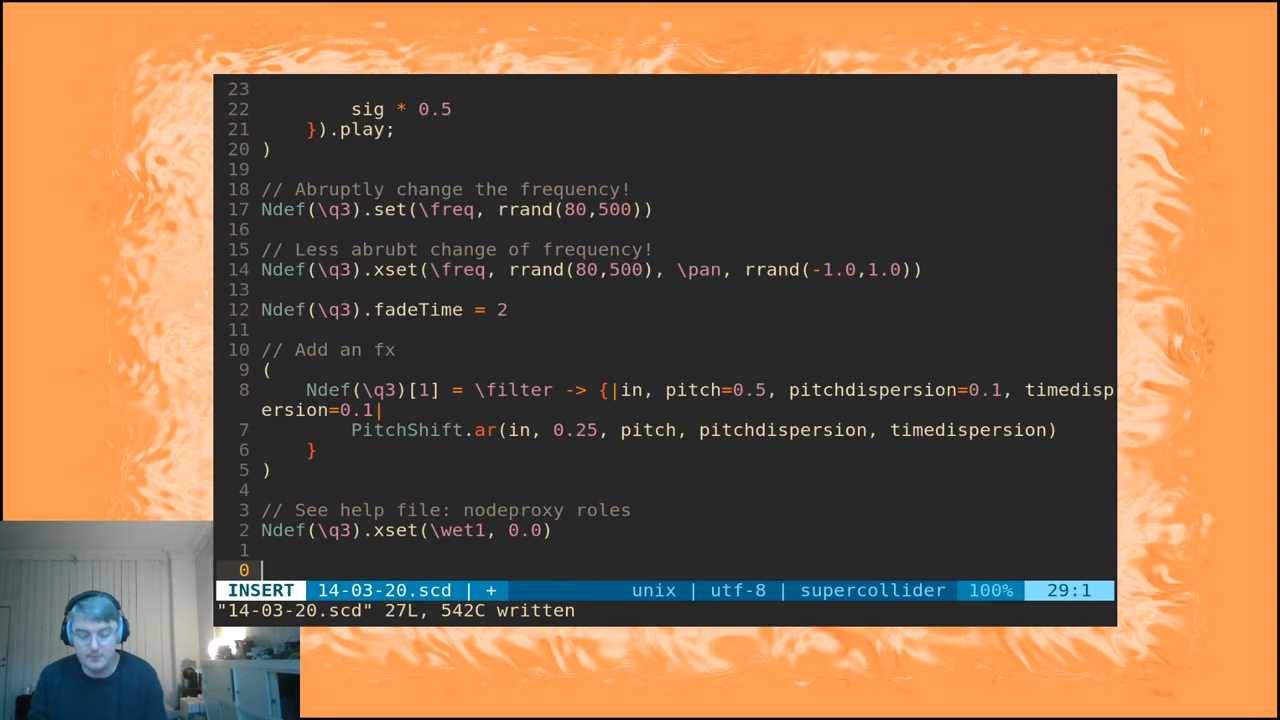 23
22 sig * 0.5
21 }).play;
20 )
19
18 // Abruptly change the frequency!
17 Ndef(\q3).set(\freq, rrand(80,500))
16
15 // Less abrubt change of frequency!
14 Ndef(\q3).xset(\freq, rrand(80,500), \pan, rrand(-1.0,1.0))
13
12 Ndef(\q3).fadeTime = 2
11
10 // Add an fx
9 (
8 Ndef(\q3)[1] = \filter -> {|in, pitch=0.5, pitchdispersion=0.1, timedisp
ersion=0.1|
7 PitchShift.ar(in, 0.25, pitch, pitchdispersion, timedispersion)
6 }
5 )
4
3 // See help file: nodeproxy roles
2 Ndef(\q3).xset(\wet1, 0.0)
1
0
INSERT 14-03-20.scd | + unix | utf-8 | supercollider 100% 29:1
"14-03-20.scd" 27L, 542C written